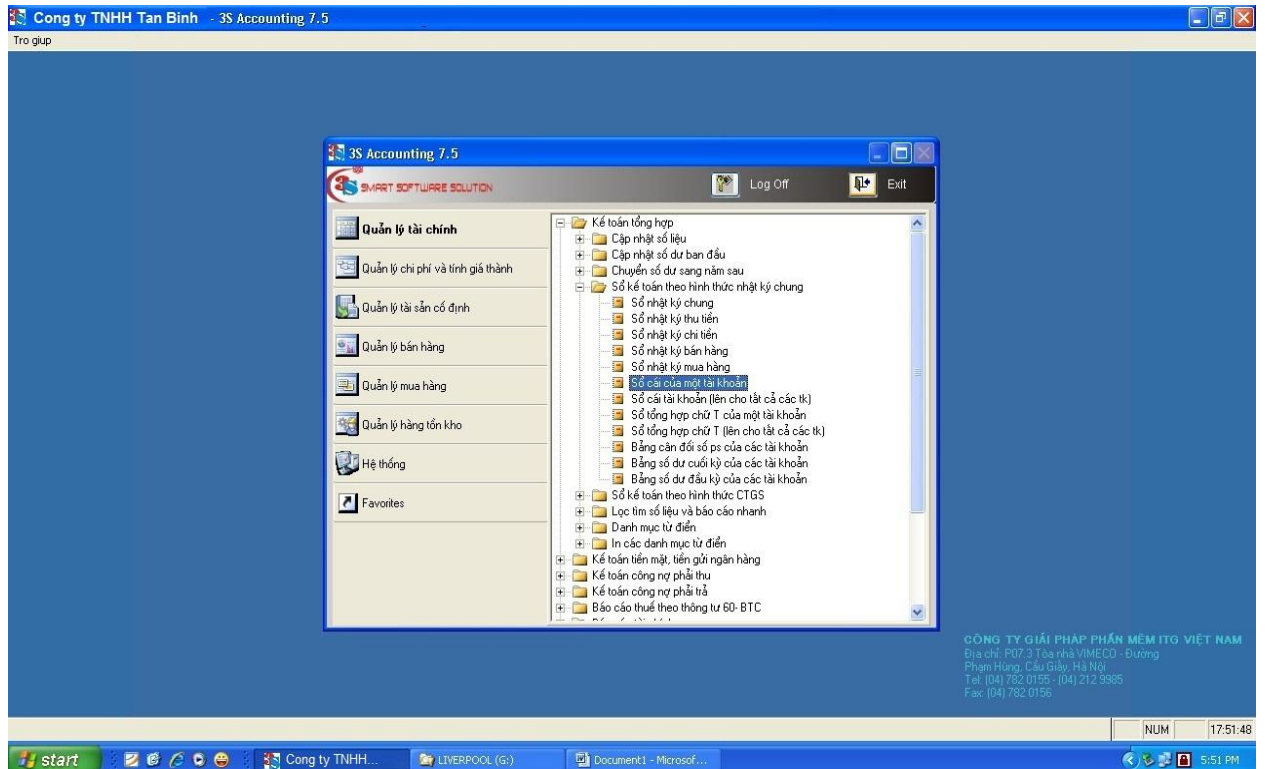 Cong ty TNHH Tan Binh - 3S Accounting 7.5
Tro giup
3S Accounting 7.5
3S SMART SOFTWARE SOLUTION
Log Off
Exit
Quản lý tài chính
Quản lý chi phí và tính giá thành
Quản lý tài sản cố định
Quản lý bán hàng
Quản lý mua hàng
Quản lý hàng tồn kho
Hệ thống
Favorites
Kế toán tổng hợp
Cập nhật số liệu
Cập nhật số dư ban đầu
Chuyển số dư sang năm sau
Sổ kế toán theo hình thức nhật ký chung
Sổ nhật ký chung
Sổ nhật ký thu tiền
Sổ nhật ký chi tiền
Sổ nhật ký bán hàng
Sổ nhật ký mua hàng
Sổ cái của một tài khoản
Sổ cái tài khoản (lên cho tất cả các tk)
Sổ tổng hợp chữ T của một tài khoản
Sổ tổng hợp chữ T (lên cho tất cả các tk)
Bảng cân đối số ps của các tài khoản
Bảng số dư cuối kỳ của các tài khoản
Bảng số dư đầu kỳ của các tài khoản
Sổ kế toán theo hình thức CTGS
Lọc tìm số liệu và báo cáo nhanh
Danh mục từ điển
In các danh mục từ điển
Kế toán tiền mặt, tiền gửi ngân hàng
Kế toán công nợ phải thu
Kế toán công nợ phải trả
Báo cáo thuế theo thông tư 60- BTC
CÔNG TY GIẢI PHÁP PHẦN MỀM ITG VIỆT NAM
Địa chỉ: P07.3 Tòa nhà VIMECO - Đường
Phạm Hùng, Cầu Giấy, Hà Nội
Tel: (04) 782 0155 - (04) 212 9985
Fax: (04) 782 0156
NUM
17:51:48
start
Cong ty TNHH...
LIVERPOOL (G:)
Document1 - Microsof...
5:51 PM